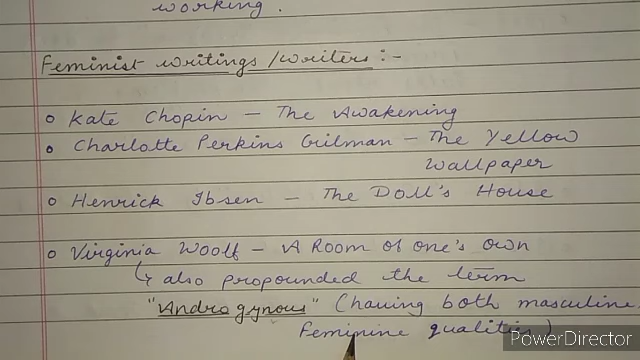 working.
Feminist writings/writers:-
o Kate Chopin - The Awakening
o Charlotte Perkins Gilman - The Yellow
Wallpaper
o Henrick Ibsen - The Doll's House
o Virginia Woolf - A Room of one's own
↳ also propounded the term
"Androgynous" (having both masculine
Feminine qualities)
PowerDirector